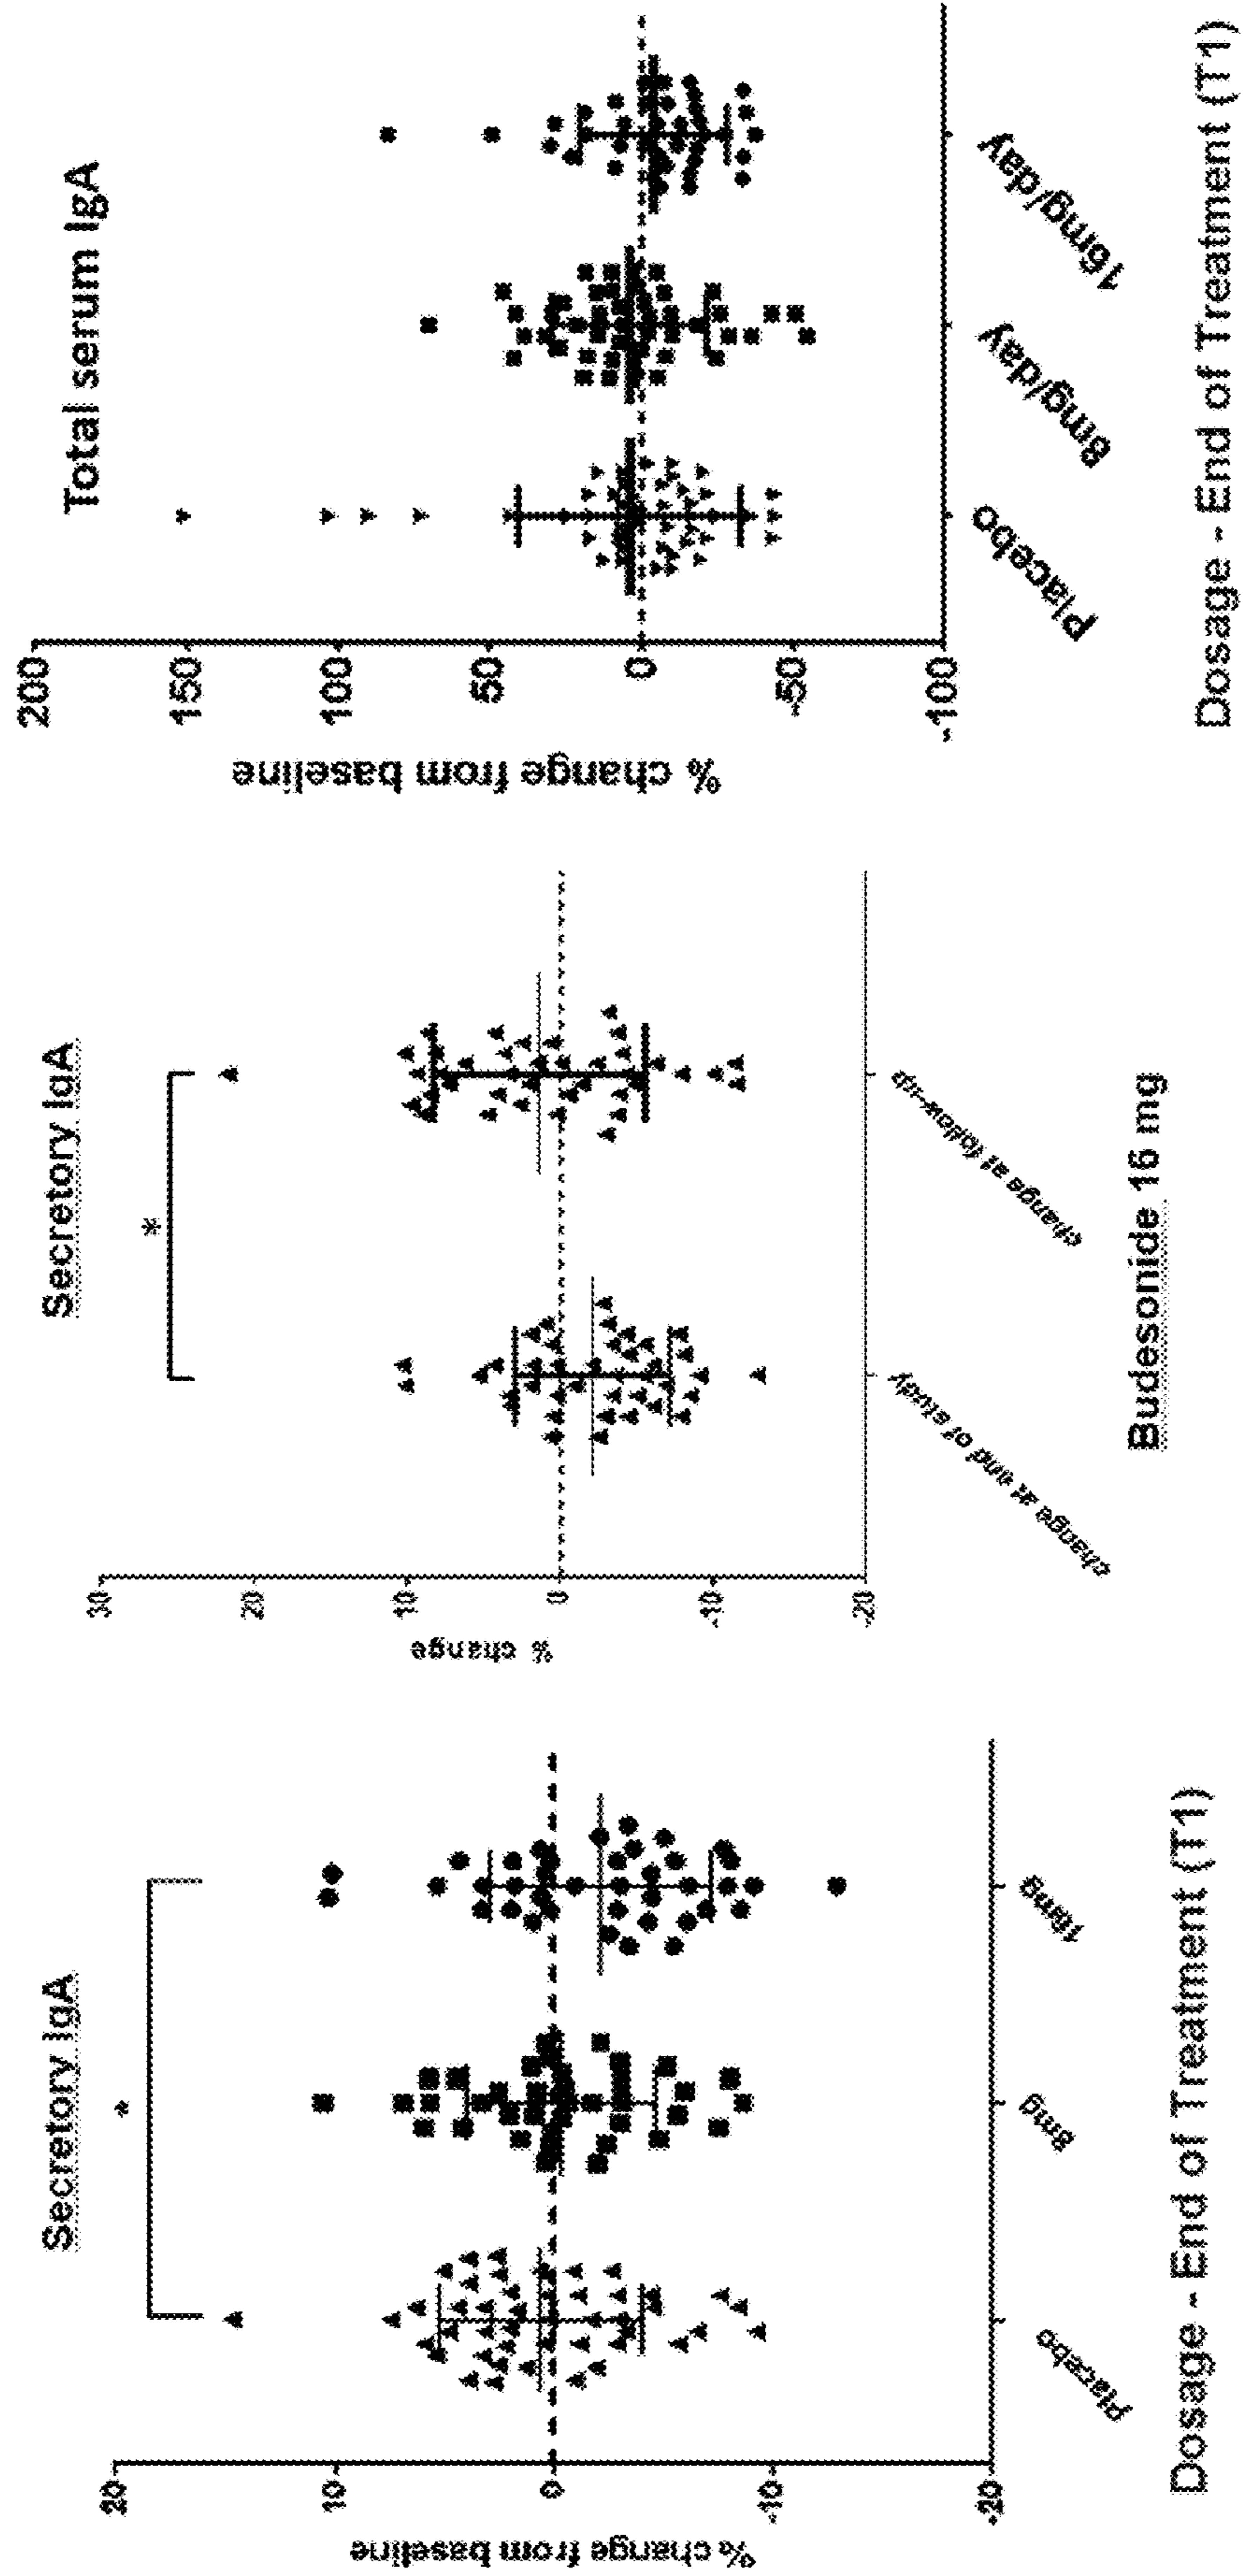 Secretory IgA
*
20
10
0
-10
-20
% change from baseline
Placebo
8mg
16mg
Dosage - End of Treatment (T1)
Secretory IgA
*
30
20
10
0
-10
-20
% change
change at end of study
change at follow-up
Budesonide 16 mg
Total serum IgA
200
150
100
50
0
-50
-100
% change from baseline
Placebo
8mg/day
16mg/day
Dosage - End of Treatment (T1)